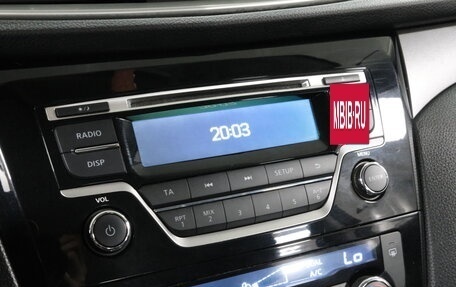 20:03
MBIB.RU
RADIO
DISP
TA
SETUP
MENU
ENTER
VOL
RPT
1
MIX
2
3
4
5
6
A/C
Lo